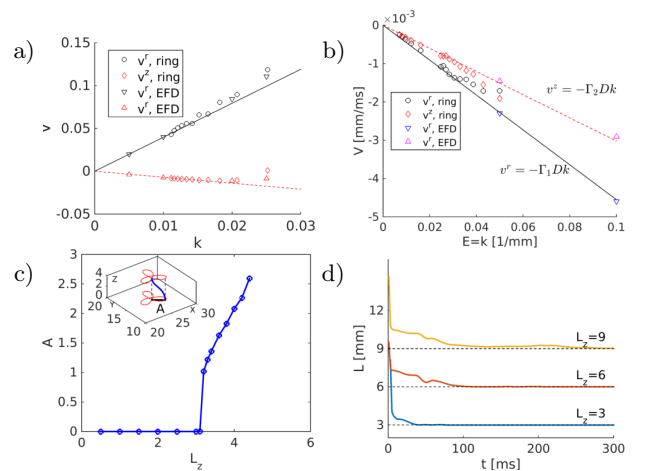 a)
0.15
0.1
0.05
0
-0.05
v
v^r, ring
v^z, ring
v^r, EFD
v^r, EFD
0
0.01
0.02
0.03
k
b)
×10^-3
0
-1
-2
-3
-4
-5
V [mm/ms]
v^r, ring
v^z, ring
v^r, EFD
v^r, EFD
v^z = −Γ₂Dk
v^r = −Γ₁Dk
0
0.02
0.04
0.06
0.08
0.1
E=k [1/mm]
c)
3
2.5
2
1.5
1
0.5
0
A
4
2
0
Z
20
15
10
Y
A
20
25
30
X
0
2
4
6
L_z
d)
12
9
6
3
L [mm]
L_z=9
L_z=6
L_z=3
0
100
200
300
t [ms]